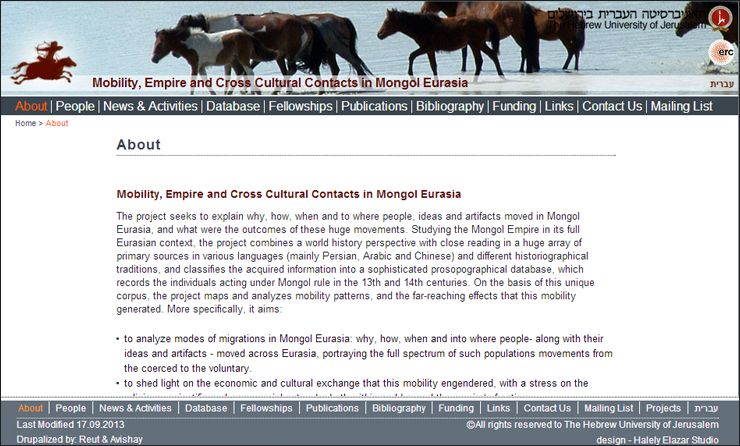 האוניברסיטה העברית בירושלים
The Hebrew University of Jerusalem
erc
Mobility, Empire and Cross Cultural Contacts in Mongol Eurasia
עברית
About | People | News & Activities | Database | Fellowships | Publications | Bibliography | Funding | Links | Contact Us | Mailing List
Home > About
About
Mobility, Empire and Cross Cultural Contacts in Mongol Eurasia
The project seeks to explain why, how, when and to where people, ideas and artifacts moved in Mongol
Eurasia, and what were the outcomes of these huge movements. Studying the Mongol Empire in its full
Eurasian context, the project combines a world history perspective with close reading in a huge array of
primary sources in various languages (mainly Persian, Arabic and Chinese) and different historiographical
traditions, and classifies the acquired information into a sophisticated prosopographical database, which
records the individuals acting under Mongol rule in the 13th and 14th centuries. On the basis of this unique
corpus, the project maps and analyzes mobility patterns, and the far-reaching effects that this mobility
generated. More specifically, it aims:
• to analyze modes of migrations in Mongol Eurasia: why, how, when and into where people- along with their
ideas and artifacts - moved across Eurasia, portraying the full spectrum of such populations movements from
the coerced to the voluntary.
• to shed light on the economic and cultural exchange that this mobility engendered, with a stress on the
About | People | News & Activities | Database | Fellowships | Publications | Bibliography | Funding | Links | Contact Us | Mailing List | Projects | עברית
Last Modified 17.09.2013
©All rights reserved to The Hebrew University of Jerusalem
Drupalized by: Reut & Avishay
design - Halely Elazar Studio